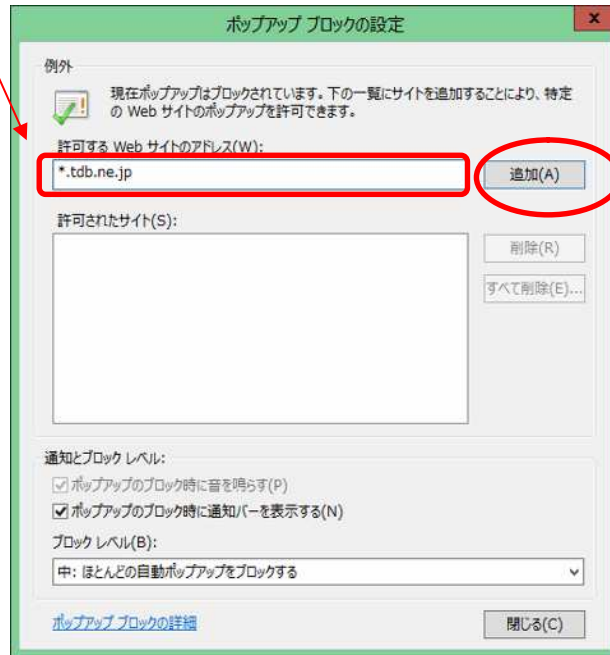 ポップアップ ブロックの設定
x
例外
現在ポップアップはブロックされています。下の一覧にサイトを追加することにより、特定
の Web サイトのポップアップを許可できます。
許可する Web サイトのアドレス(W):
*.tdb.ne.jp
追加(A)
許可されたサイト(S):
削除(R)
すべて削除(E)...
通知とブロック レベル:
ポップアップのブロック時に音を鳴らす(P)
ポップアップのブロック時に通知バーを表示する(N)
ブロック レベル(B):
中: ほとんどの自動ポップアップをブロックする
ポップアップ ブロックの詳細
閉じる(C)